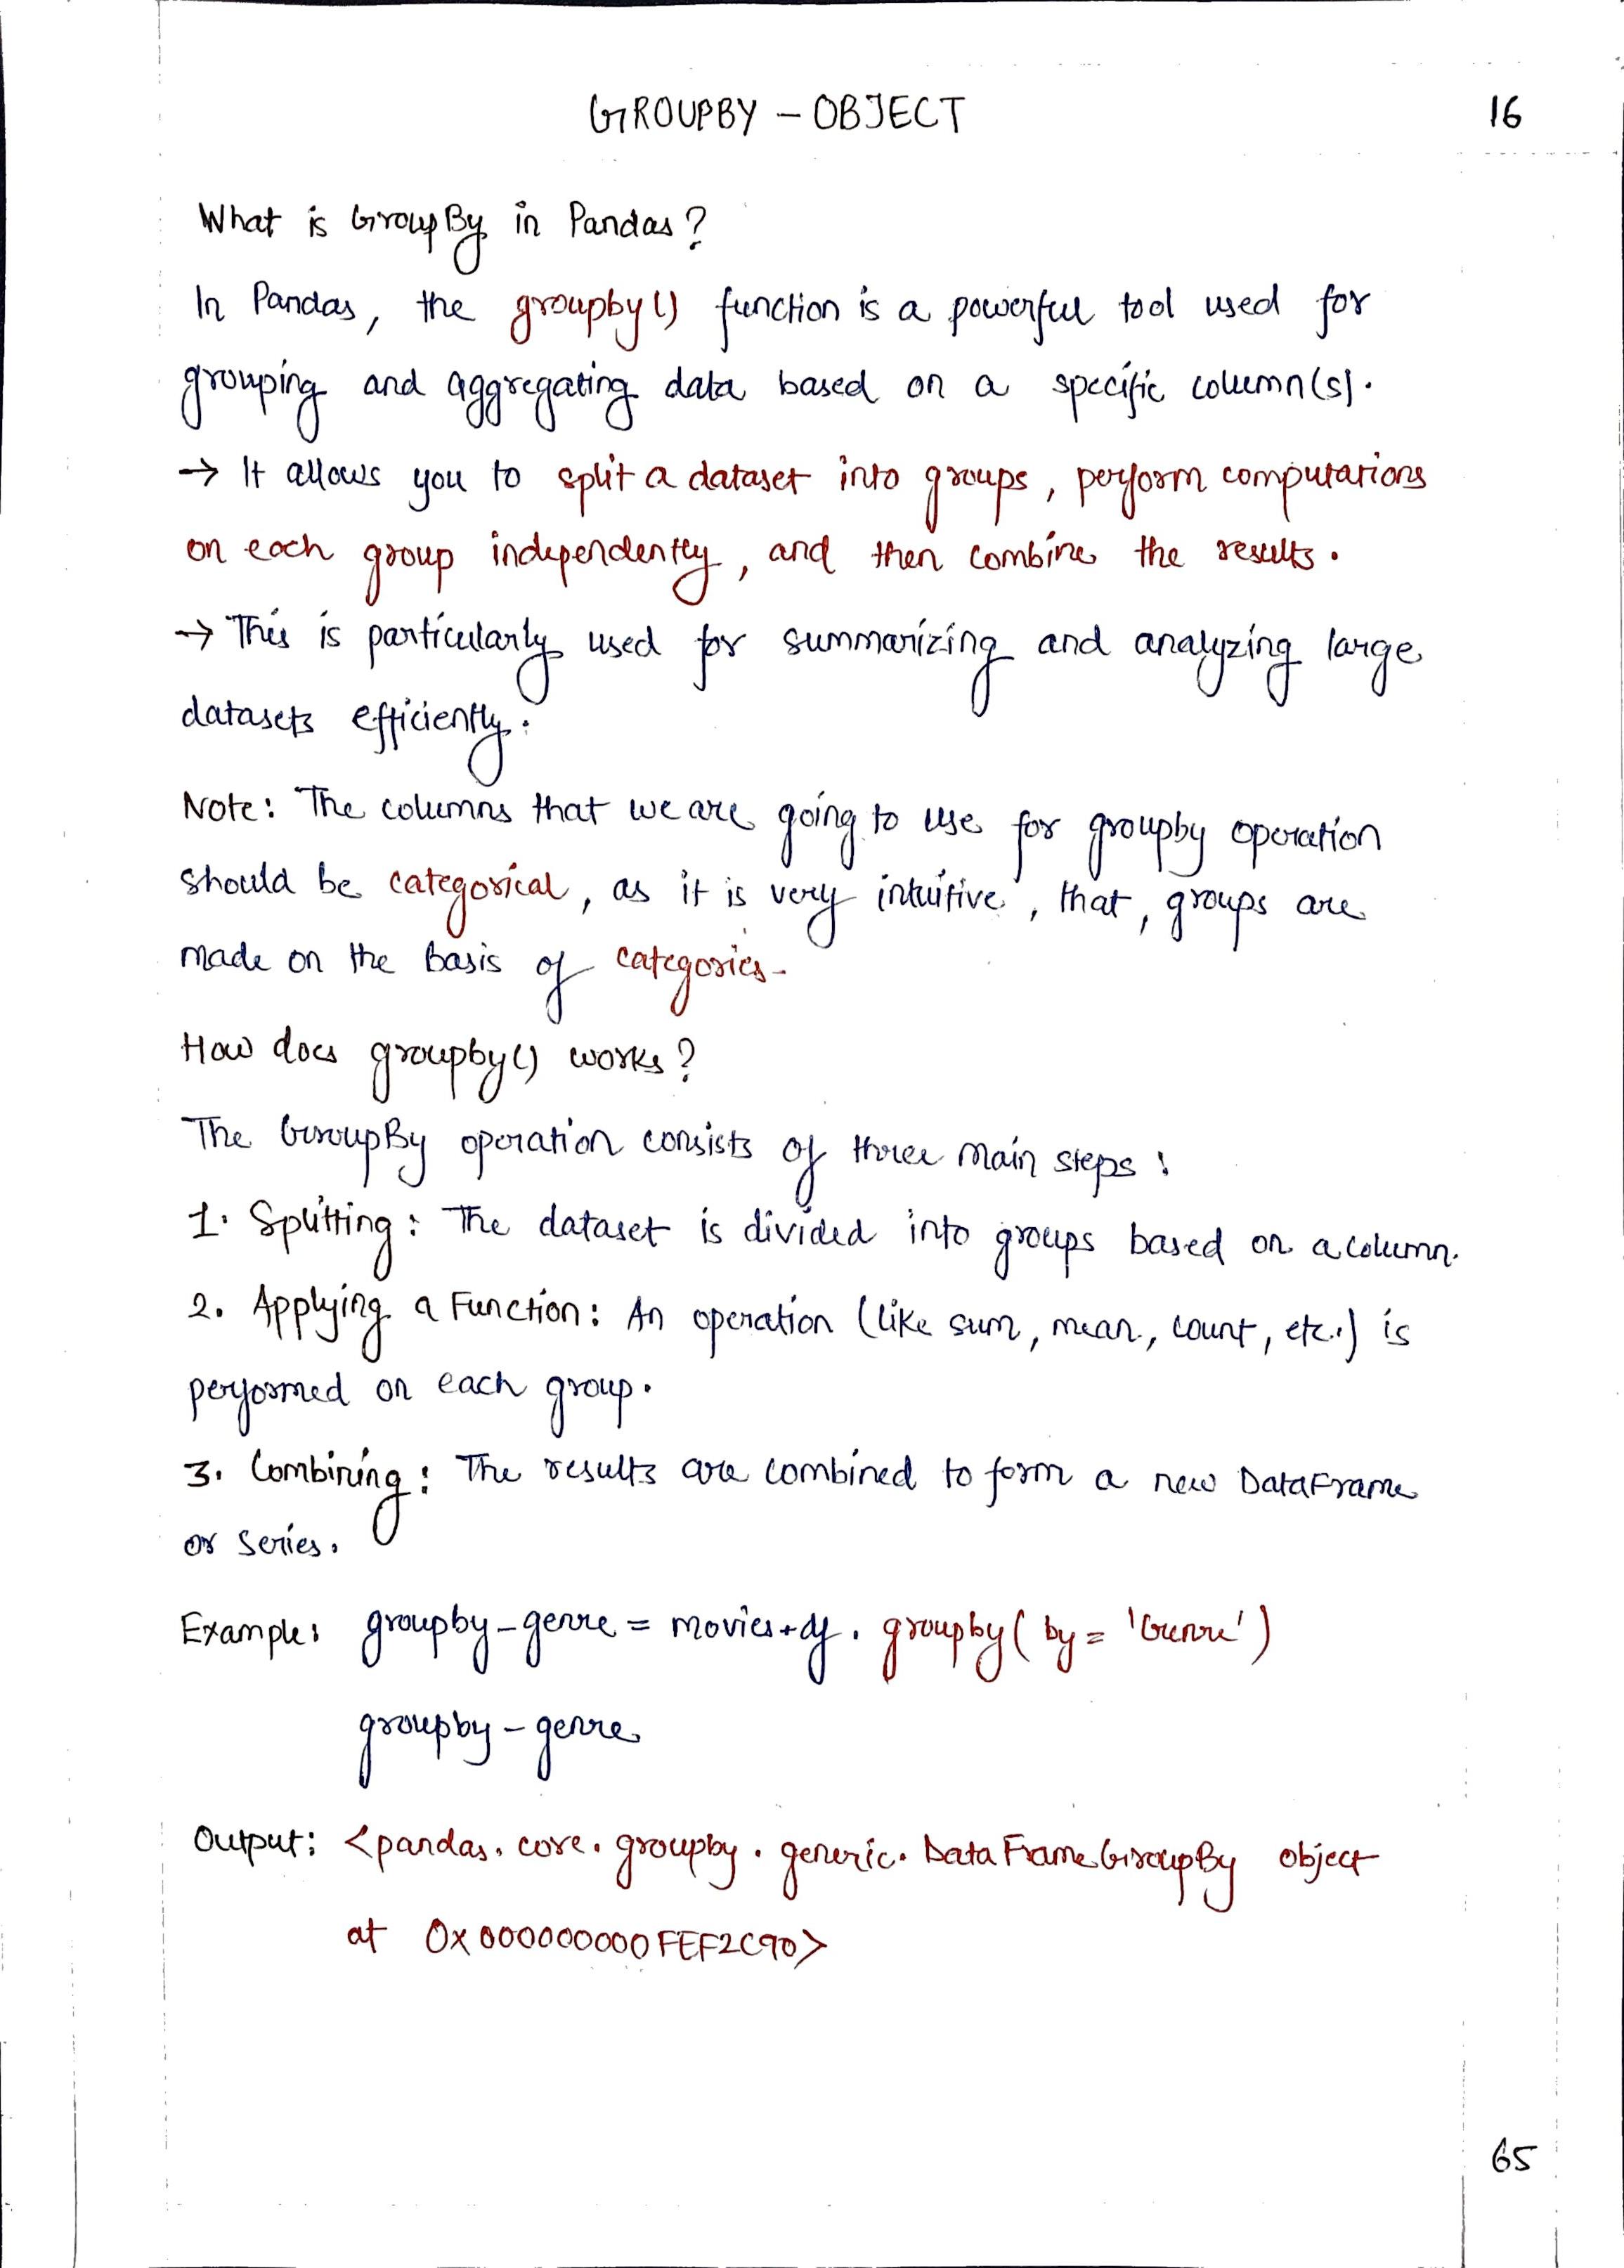 GROUPBY – OBJECT
16
What is GroupBy in Pandas?
In Pandas, the groupby() function is a powerful tool used for
grouping and aggregating data based on a specific column(s).
→ It allows you to split a dataset into groups, perform computations
on each group independently, and then combine the results.
→ This is particularly used for summarizing and analyzing large
datasets efficiently.
Note: The columns that we are going to use for groupby operation
should be categorical, as it is very intuitive, that, groups are
made on the basis of categories.
How does groupby() works?
The GroupBy operation consists of three main steps:
1. Splitting: The dataset is divided into groups based on a column.
2. Applying a Function: An operation (like sum, mean, count, etc.) is
performed on each group.
3. Combining: The results are combined to form a new DataFrame
or series.
Example: groupby-genre = movies-df.groupby(by='Genre')
groupby-genre
Output: <pandas.core.groupby.generic.DataFrameGroupBy object
at 0x000000000FEF2C90>
65